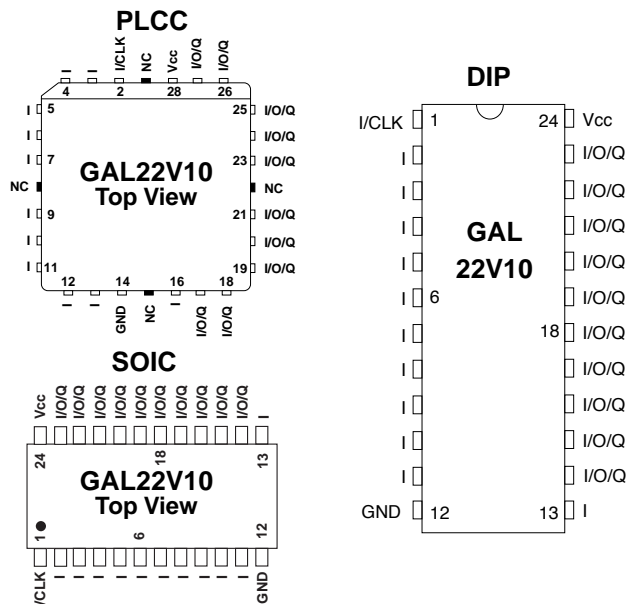 PLCC
I I I/CLK NC Vcc I/O/Q I/O/Q
4 2 28 26
I 5 25 I/O/Q
I I/O/Q
I 7 23 I/O/Q
GAL22V10
Top View
NC NC
I 9 21 I/O/Q
I I/O/Q
I 11 19 I/O/Q
12 14 16 18
I I GND NC I I/O/Q I/O/Q
SOIC
Vcc I/O/Q I/O/Q I/O/Q I/O/Q I/O/Q I/O/Q I/O/Q I/O/Q I/O/Q I/O/Q I
24 18 13
GAL22V10
Top View
1 6 12
/CLK I I I I I I I I I I GND
DIP
I/CLK 1 24 Vcc
I I/O/Q
I I/O/Q
I I/O/Q
GAL
22V10
I I/O/Q
I 6 I/O/Q
I 18 I/O/Q
I I/O/Q
I I/O/Q
I I/O/Q
I I/O/Q
GND 12 13 I